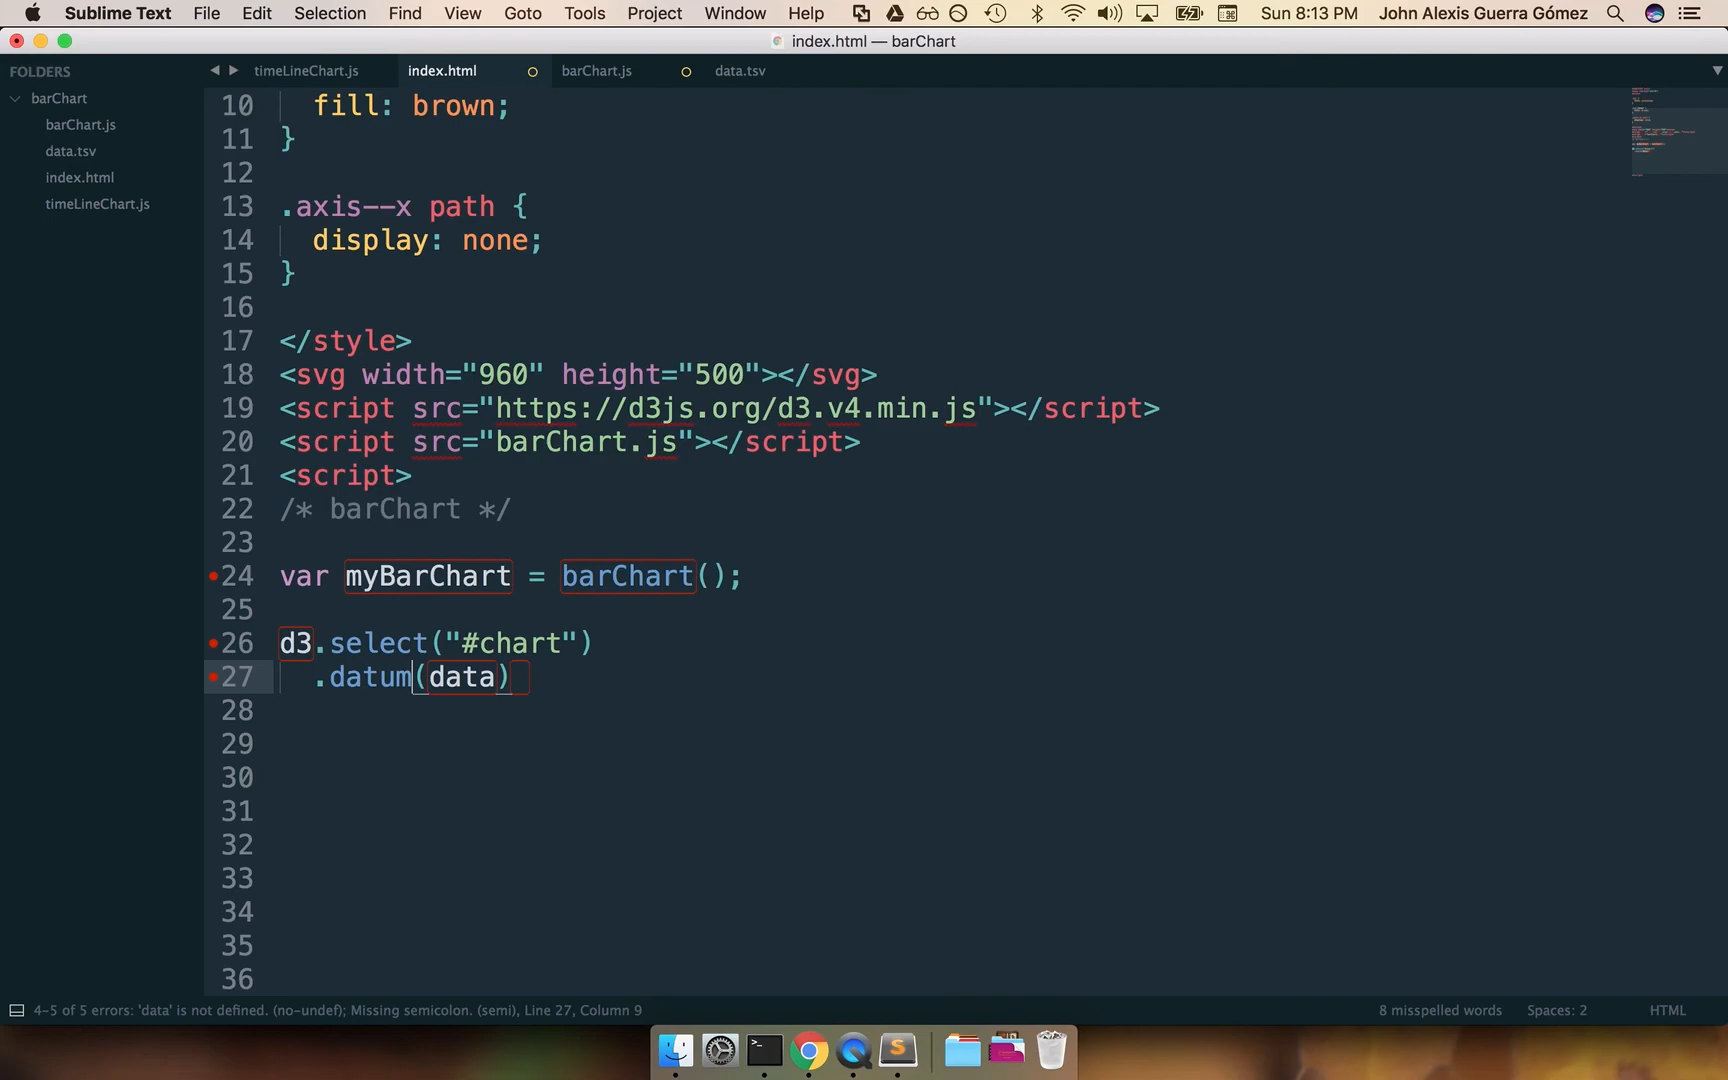 Sublime Text File Edit Selection Find View Goto Tools Project Window Help Sun 8:13 PM John Alexis Guerra Gómez
index.html — barChart
FOLDERS
timeLineChart.js index.html barChart.js data.tsv
barChart
barChart.js
data.tsv
index.html
timeLineChart.js
10 fill: brown;
11 }
12
13 .axis--x path {
14 display: none;
15 }
16
17 </style>
18 <svg width="960" height="500"></svg>
19 <script src="https://d3js.org/d3.v4.min.js"></script>
20 <script src="barChart.js"></script>
21 <script>
22 /* barChart */
23
24 var myBarChart = barChart();
25
26 d3.select("#chart")
27 .datum(data)
28
29
30
31
32
33
34
35
36
4-5 of 5 errors: 'data' is not defined. (no-undef); Missing semicolon. (semi), Line 27, Column 9 8 misspelled words Spaces: 2 HTML